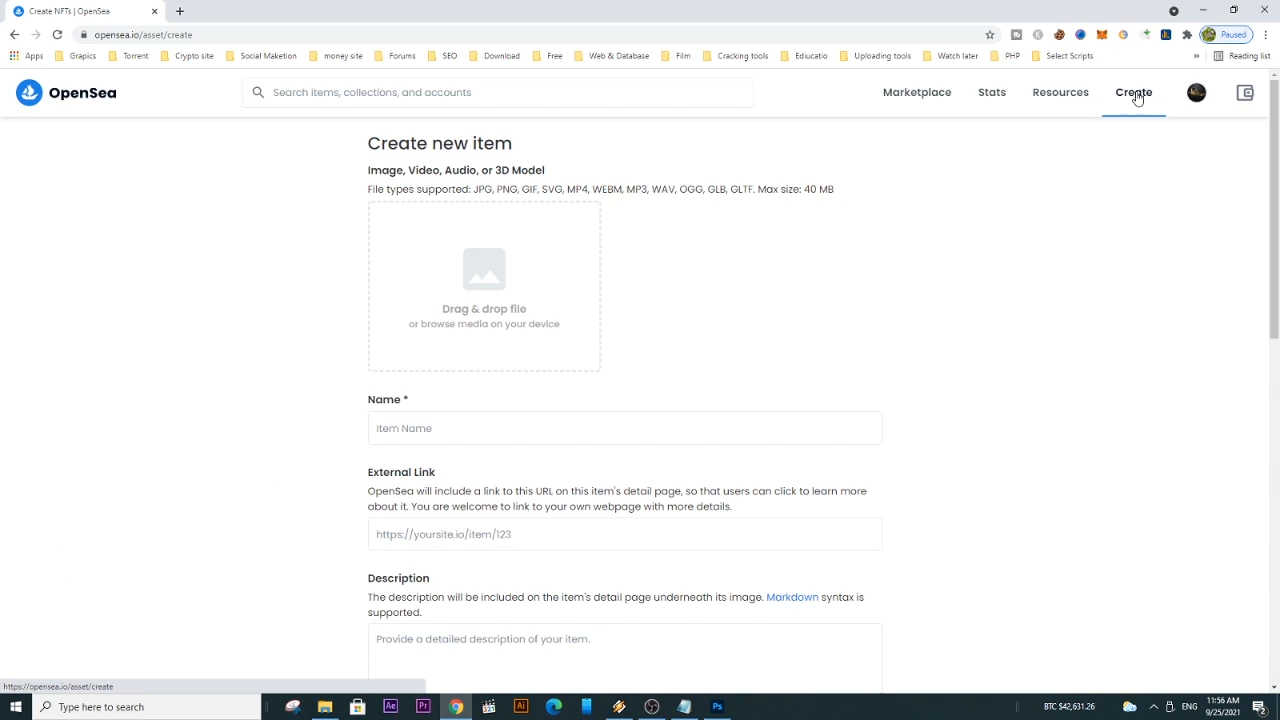 Create NFTs | OpenSea
opensea.io/asset/create
Paused
Apps Grapics Torrent Crypto site Social Maketion money site Forums SEO Download Free Web & Database Film Cracking tools Educatio Uploading tools Watch later PHP Select Scripts » Reading list
OpenSea
Search items, collections, and accounts
Marketplace Stats Resources Create
Create new item
Image, Video, Audio, or 3D Model
File types supported: JPG, PNG, GIF, SVG, MP4, WEBM, MP3, WAV, OGG, GLB, GLTF. Max size: 40 MB
Drag & drop file
or browse media on your device
Name *
Item Name
External Link
OpenSea will include a link to this URL on this item's detail page, so that users can click to learn more
about it. You are welcome to link to your own webpage with more details.
https://yoursite.io/item/123
Description
The description will be included on the item's detail page underneath its image. Markdown syntax is
supported.
Provide a detailed description of your item.
https://opensea.io/asset/create
Type here to search
Ae Pr Ai Ps
BTC $42,631.26
11:56 AM
9/25/2021
2